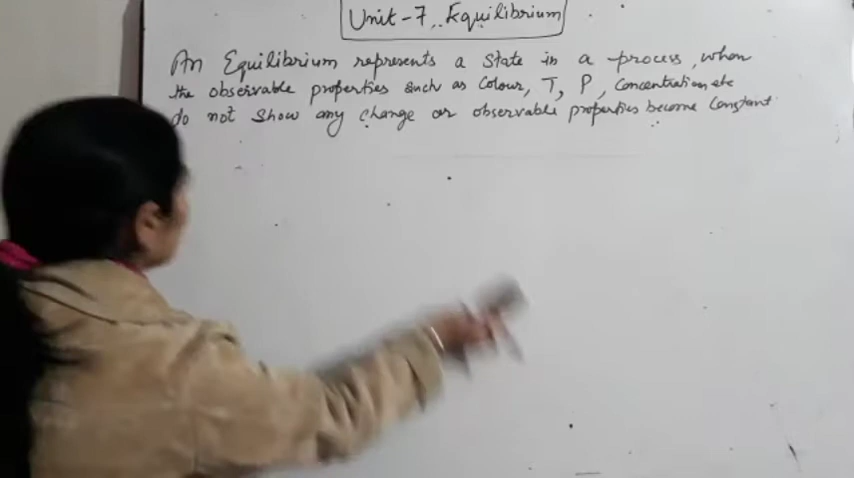 Unit-7, Equilibrium
An Equilibrium represents a state in a process, when
the observable properties such as Colour, T, P, Concentration etc
do not show any change or observable properties become Constant